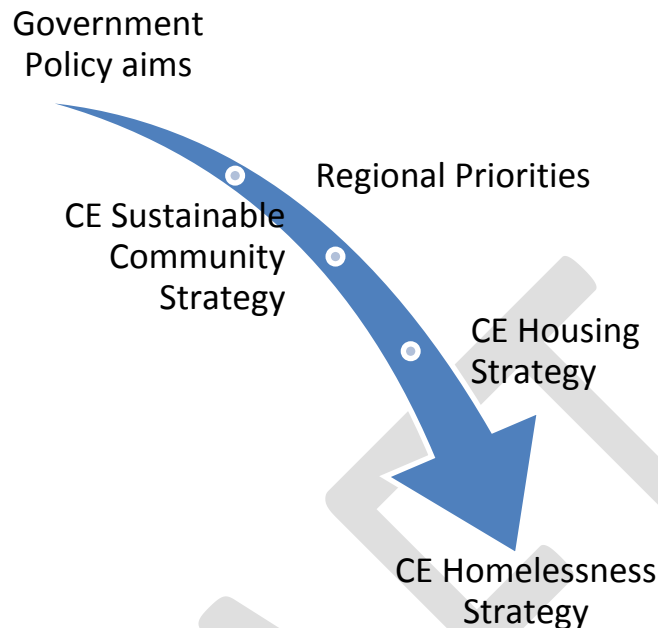 Government
Policy aims
Regional Priorities
CE Sustainable
Community
Strategy
CE Housing
Strategy
CE Homelessness
Strategy